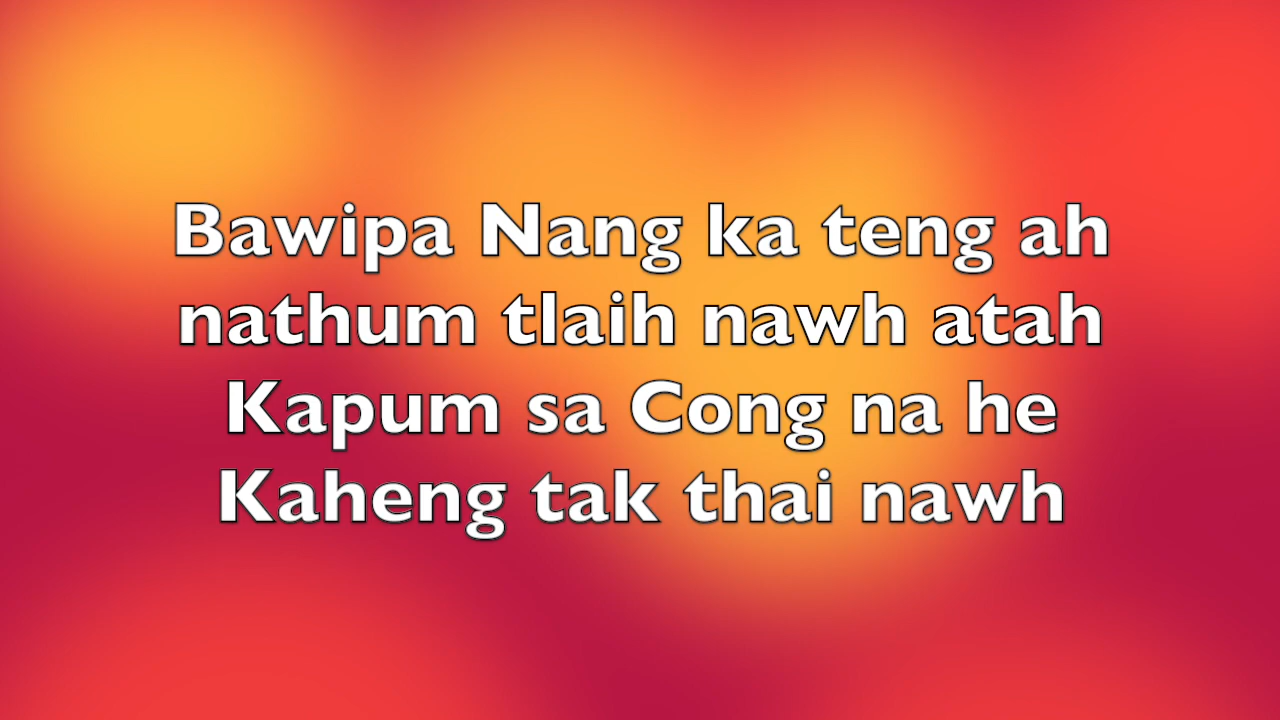 Bawipa Nang ka teng ah
nathum tlaih nawh atah
Kapum sa Cong na he
Kaheng tak thai nawh